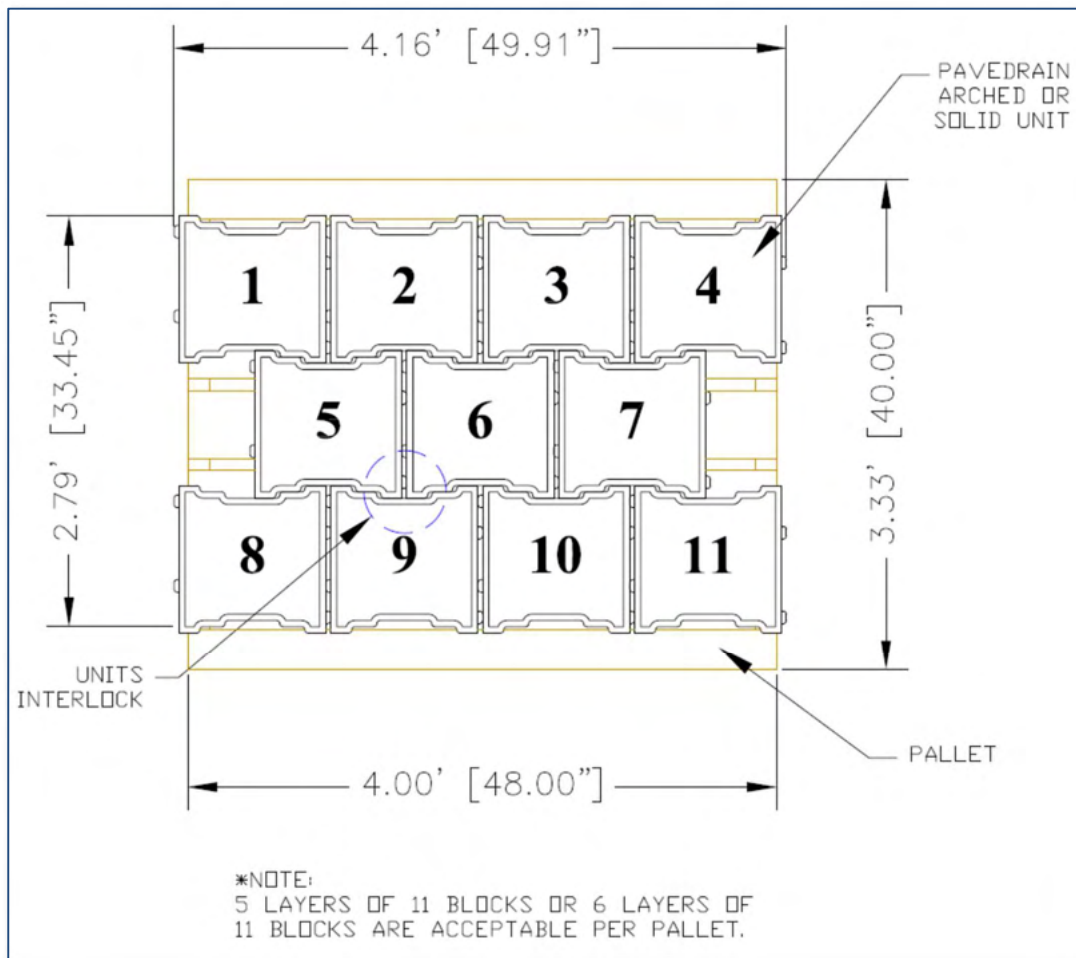 4.16' [49.91"]
PAVEDRAIN
ARCHED OR
SOLID UNIT
1
2
3
4
2.79' [33.45"]
3.33' [40.00"]
5
6
7
8
9
10
11
UNITS
INTERLOCK
PALLET
4.00' [48.00"]
*NOTE:
5 LAYERS OF 11 BLOCKS OR 6 LAYERS OF
11 BLOCKS ARE ACCEPTABLE PER PALLET.